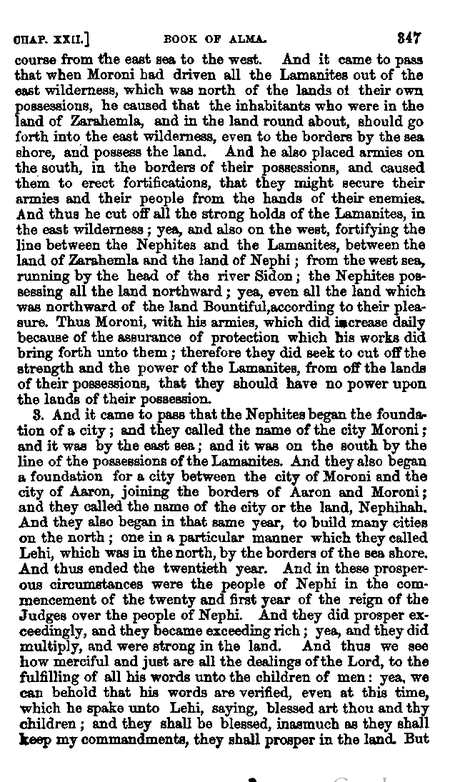 CHAP. XXII.] BOOK OF ALMA. 347
course from the east sea to the west. And it came to pass
that when Moroni had driven all the Lamanites out of the
east wilderness, which was north of the lands of their own
possessions, he caused that the inhabitants who were in the
land of Zarahemla, and in the land round about, should go
forth into the east wilderness, even to the borders by the sea
shore, and possess the land. And he also placed armies on
the south, in the borders of their possessions, and caused
them to erect fortifications, that they might secure their
armies and their people from the hands of their enemies.
And thus he cut off all the strong holds of the Lamanites, in
the east wilderness; yea, and also on the west, fortifying the
line between the Nephites and the Lamanites, between the
land of Zarahemla and the land of Nephi; from the west sea,
running by the head of the river Sidon; the Nephites pos-
sessing all the land northward; yea, even all the land which
was northward of the land Bountiful,according to their plea-
sure. Thus Moroni, with his armies, which did increase daily
because of the assurance of protection which his works did
bring forth unto them; therefore they did seek to cut off the
strength and the power of the Lamanites, from off the lands
of their possessions, that they should have no power upon
the lands of their possession.
3. And it came to pass that the Nephites began the founda-
tion of a city; and they called the name of the city Moroni;
and it was by the east sea; and it was on the south by the
line of the possessions of the Lamanites. And they also began
a foundation for a city between the city of Moroni and the
city of Aaron, joining the borders of Aaron and Moroni;
and they called the name of the city or the land, Nephihah.
And they also began in that same year, to build many cities
on the north; one in a particular manner which they called
Lehi, which was in the north, by the borders of the sea shore.
And thus ended the twentieth year. And in these prosper-
ous circumstances were the people of Nephi in the com-
mencement of the twenty and first year of the reign of the
Judges over the people of Nephi. And they did prosper ex-
ceedingly, and they became exceeding rich; yea, and they did
multiply, and were strong in the land. And thus we see
how merciful and just are all the dealings of the Lord, to the
fulfilling of all his words unto the children of men: yea, we
can behold that his words are verified, even at this time,
which he spake unto Lehi, saying, blessed art thou and thy
children; and they shall be blessed, inasmuch as they shall
keep my commandments, they shall prosper in the land. But